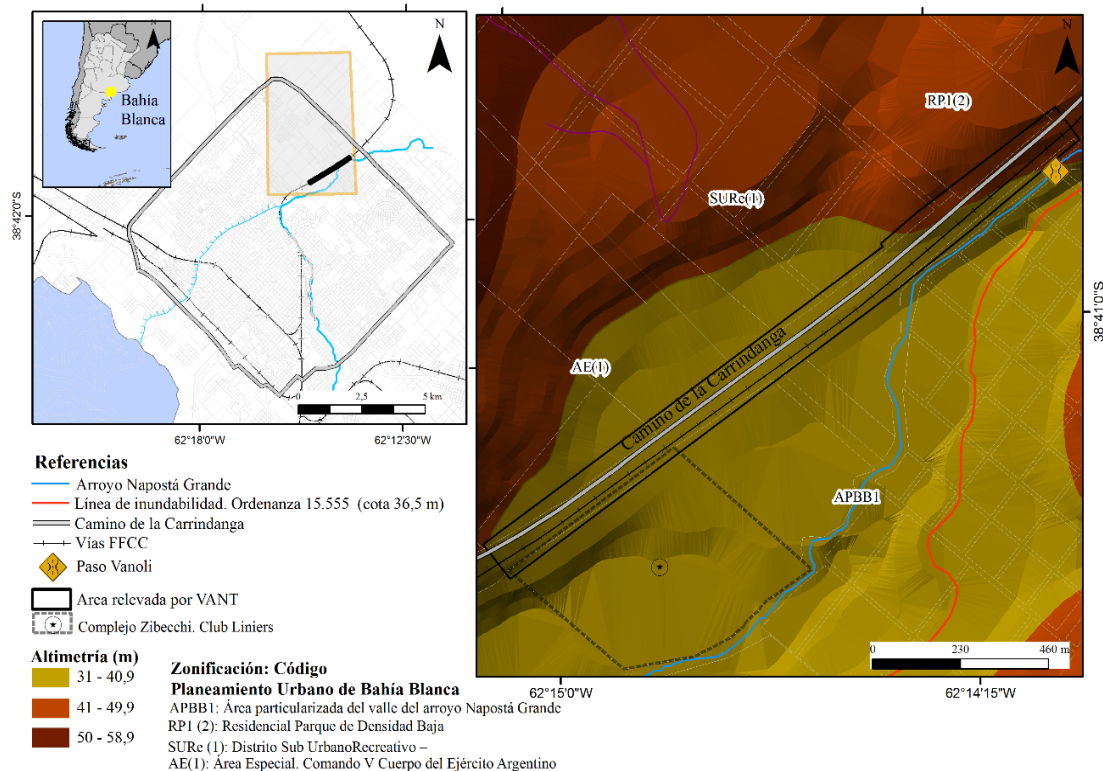 N
Bahía
Blanca
38°42'0"S
0 2,5 5 km
62°18'0"W 62°12'30"W
N
RP1(2)
SURe(1)
38°41'0"S
Camino de la Carrindanga
AE(1)
APBB1
0 230 460 m
62°15'0"W 62°14'15"W
Referencias
Arroyo Napostá Grande
Línea de inundabilidad. Ordenanza 15.555 (cota 36,5 m)
Camino de la Carrindanga
Vías FFCC
Paso Vanoli
Area relevada por VANT
Complejo Zibecchi. Club Liniers
Altimetría (m)
31 - 40,9
41 - 49,9
50 - 58,9
Zonificación: Código
Planeamiento Urbano de Bahía Blanca
APBB1: Área particularizada del valle del arroyo Napostá Grande
RP1 (2): Residencial Parque de Densidad Baja
SURe (1): Distrito Sub UrbanoRecreativo –
AE(1): Área Especial. Comando V Cuerpo del Ejército Argentino